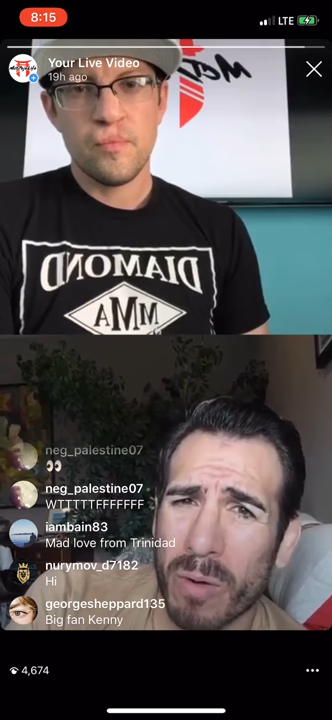 8:15
LTE
Your Live Video
19h ago
DIAMOND
MMA
neg_palestine07
👀
neg_palestine07
WTTTTTFFFFFFF
iambain83
Mad love from Trinidad
nurymov_d7182
Hi
georgesheppard135
Big fan Kenny
4,674